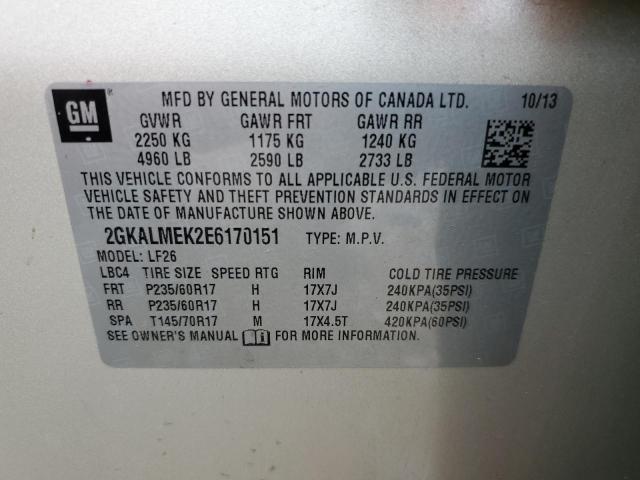 GM ®
MFD BY GENERAL MOTORS OF CANADA LTD. 10/13
GVWR GAWR FRT GAWR RR
2250 KG 1175 KG 1240 KG
4960 LB 2590 LB 2733 LB
THIS VEHICLE CONFORMS TO ALL APPLICABLE U.S. FEDERAL MOTOR
VEHICLE SAFETY AND THEFT PREVENTION STANDARDS IN EFFECT ON
THE DATE OF MANUFACTURE SHOWN ABOVE.
2GKALMEK2E6170151 TYPE: M.P.V.
MODEL: LF26
LBC4 TIRE SIZE SPEED RTG RIM COLD TIRE PRESSURE
FRT P235/60R17 H 17X7J 240KPA(35PSI)
RR P235/60R17 H 17X7J 240KPA(35PSI)
SPA T145/70R17 M 17X4.5T 420KPA(60PSI)
SEE OWNER'S MANUAL FOR MORE INFORMATION.